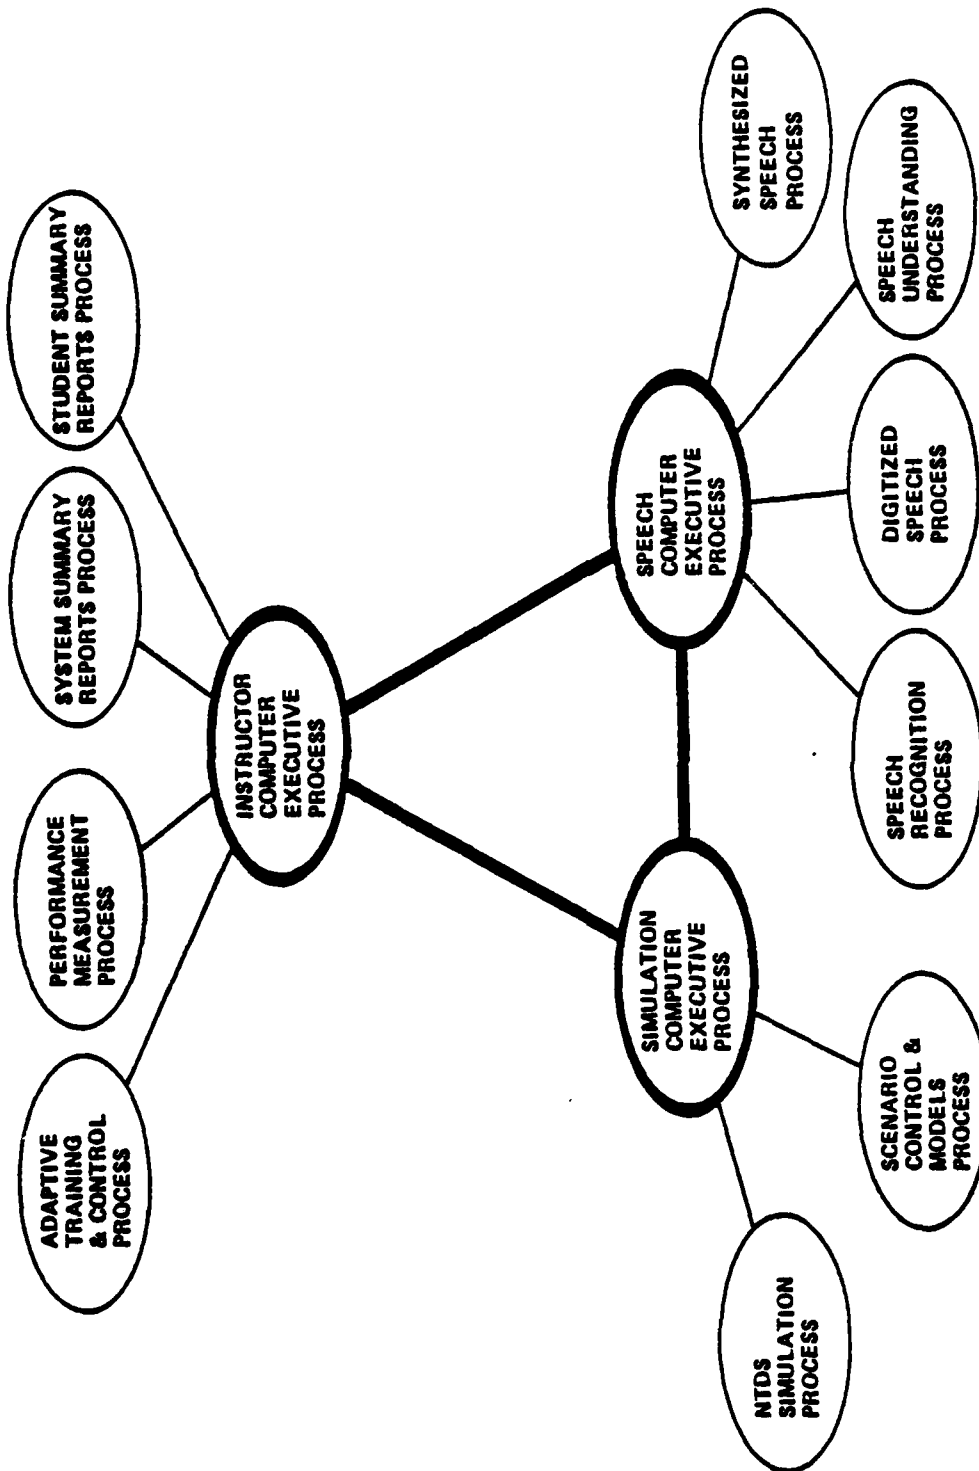 ADAPTIVE
TRAINING
& CONTROL
PROCESS
PERFORMANCE
MEASUREMENT
PROCESS
SYSTEM SUMMARY
REPORTS PROCESS
STUDENT SUMMARY
REPORTS PROCESS
INSTRUCTOR
COMPUTER
EXECUTIVE
PROCESS
SIMULATION
COMPUTER
EXECUTIVE
PROCESS
SPEECH
COMPUTER
EXECUTIVE
PROCESS
NTDS
SIMULATION
PROCESS
SCENARIO
CONTROL &
MODELS
PROCESS
SPEECH
RECOGNITION
PROCESS
DIGITIZED
SPEECH
PROCESS
SPEECH
UNDERSTANDING
PROCESS
SYNTHESIZED
SPEECH
PROCESS